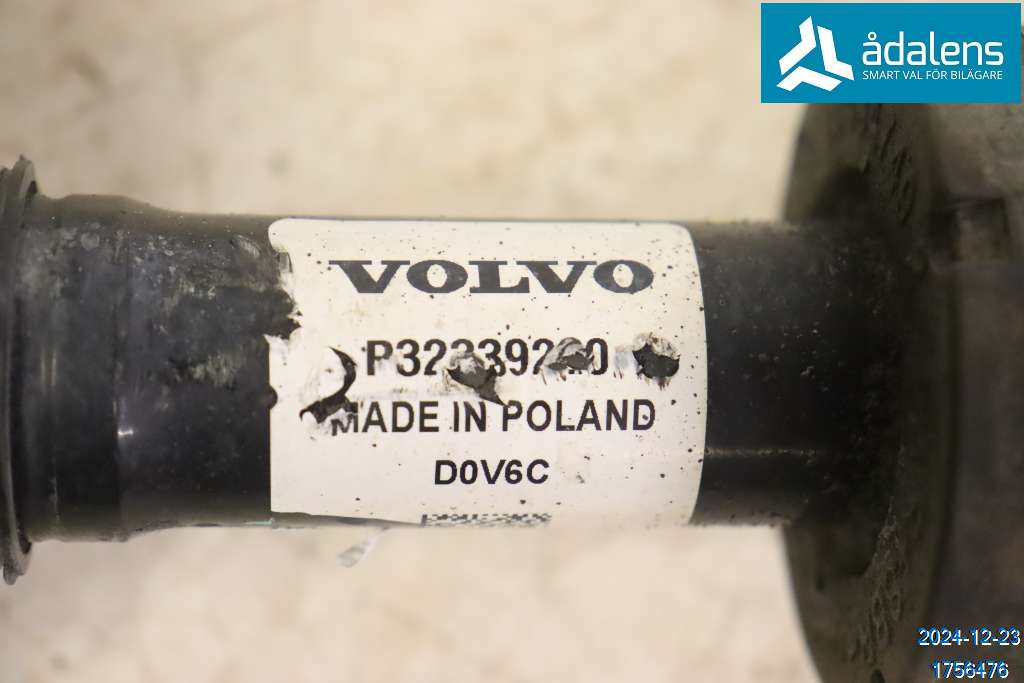 ådalens
SMART VAL FÖR BILÄGARE
VOLVO
MADE IN POLAND
D0V6C
2024-12-23
1756476